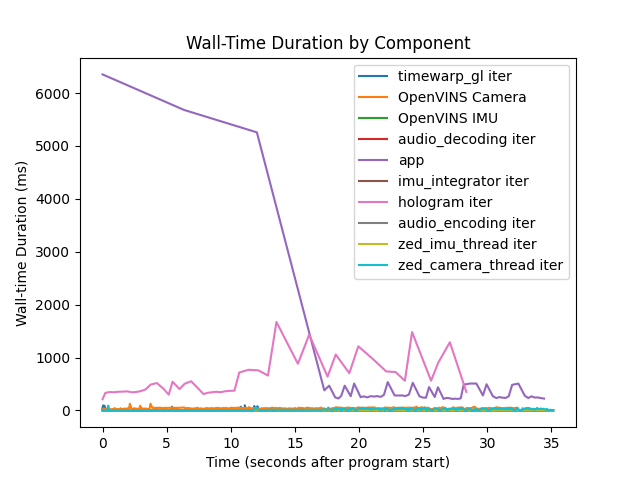 Wall-Time Duration by Component
Wall-time Duration (ms)
6000
5000
4000
3000
2000
1000
0
timewarp_gl iter
OpenVINS Camera
OpenVINS IMU
audio_decoding iter
app
imu_integrator iter
hologram iter
audio_encoding iter
zed_imu_thread iter
zed_camera_thread iter
0 5 10 15 20 25 30 35
Time (seconds after program start)